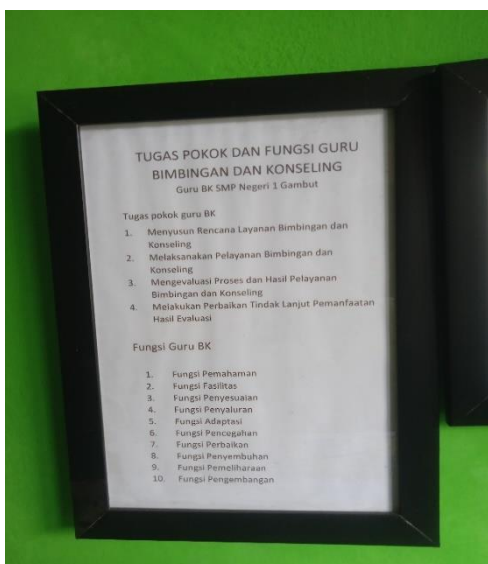 TUGAS POKOK DAN FUNGSI GURU
BIMBINGAN DAN KONSELING
Guru BK SMP Negeri 1 Gambut
Tugas pokok guru BK
1. Menyusun Rencana Layanan Bimbingan dan
Konseling
2. Melaksanakan Pelayanan Bimbingan dan
Konseling
3. Mengevaluasi Proses dan Hasil Pelayanan
Bimbingan dan Konseling
4. Melakukan Perbaikan Tindak Lanjut Pemanfaatan
Hasil Evaluasi
Fungsi Guru BK
1. Fungsi Pemahaman
2. Fungsi Fasilitas
3. Fungsi Penyesuaian
4. Fungsi Penyaluran
5. Fungsi Adaptasi
6. Fungsi Pencegahan
7. Fungsi Perbaikan
8. Fungsi Penyembuhan
9. Fungsi Pemeliharaan
10. Fungsi Pengembangan